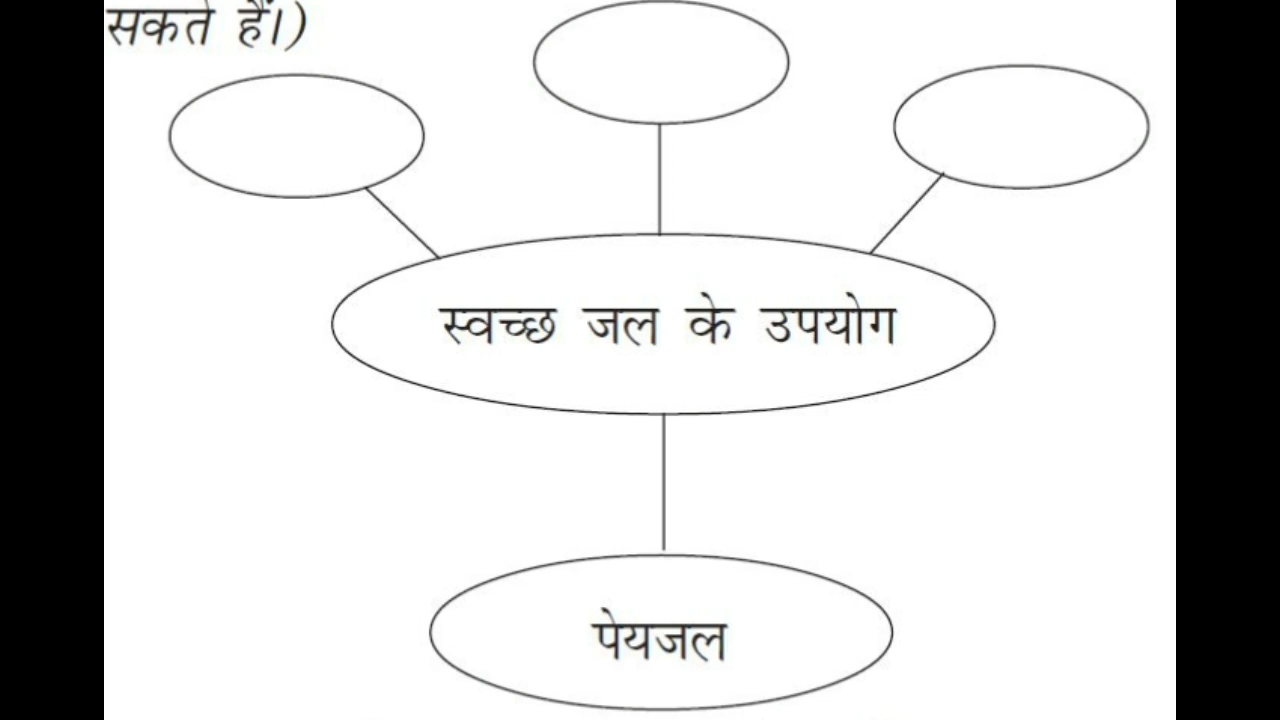 सकते हैं।)
स्वच्छ जल के उपयोग
पेयजल